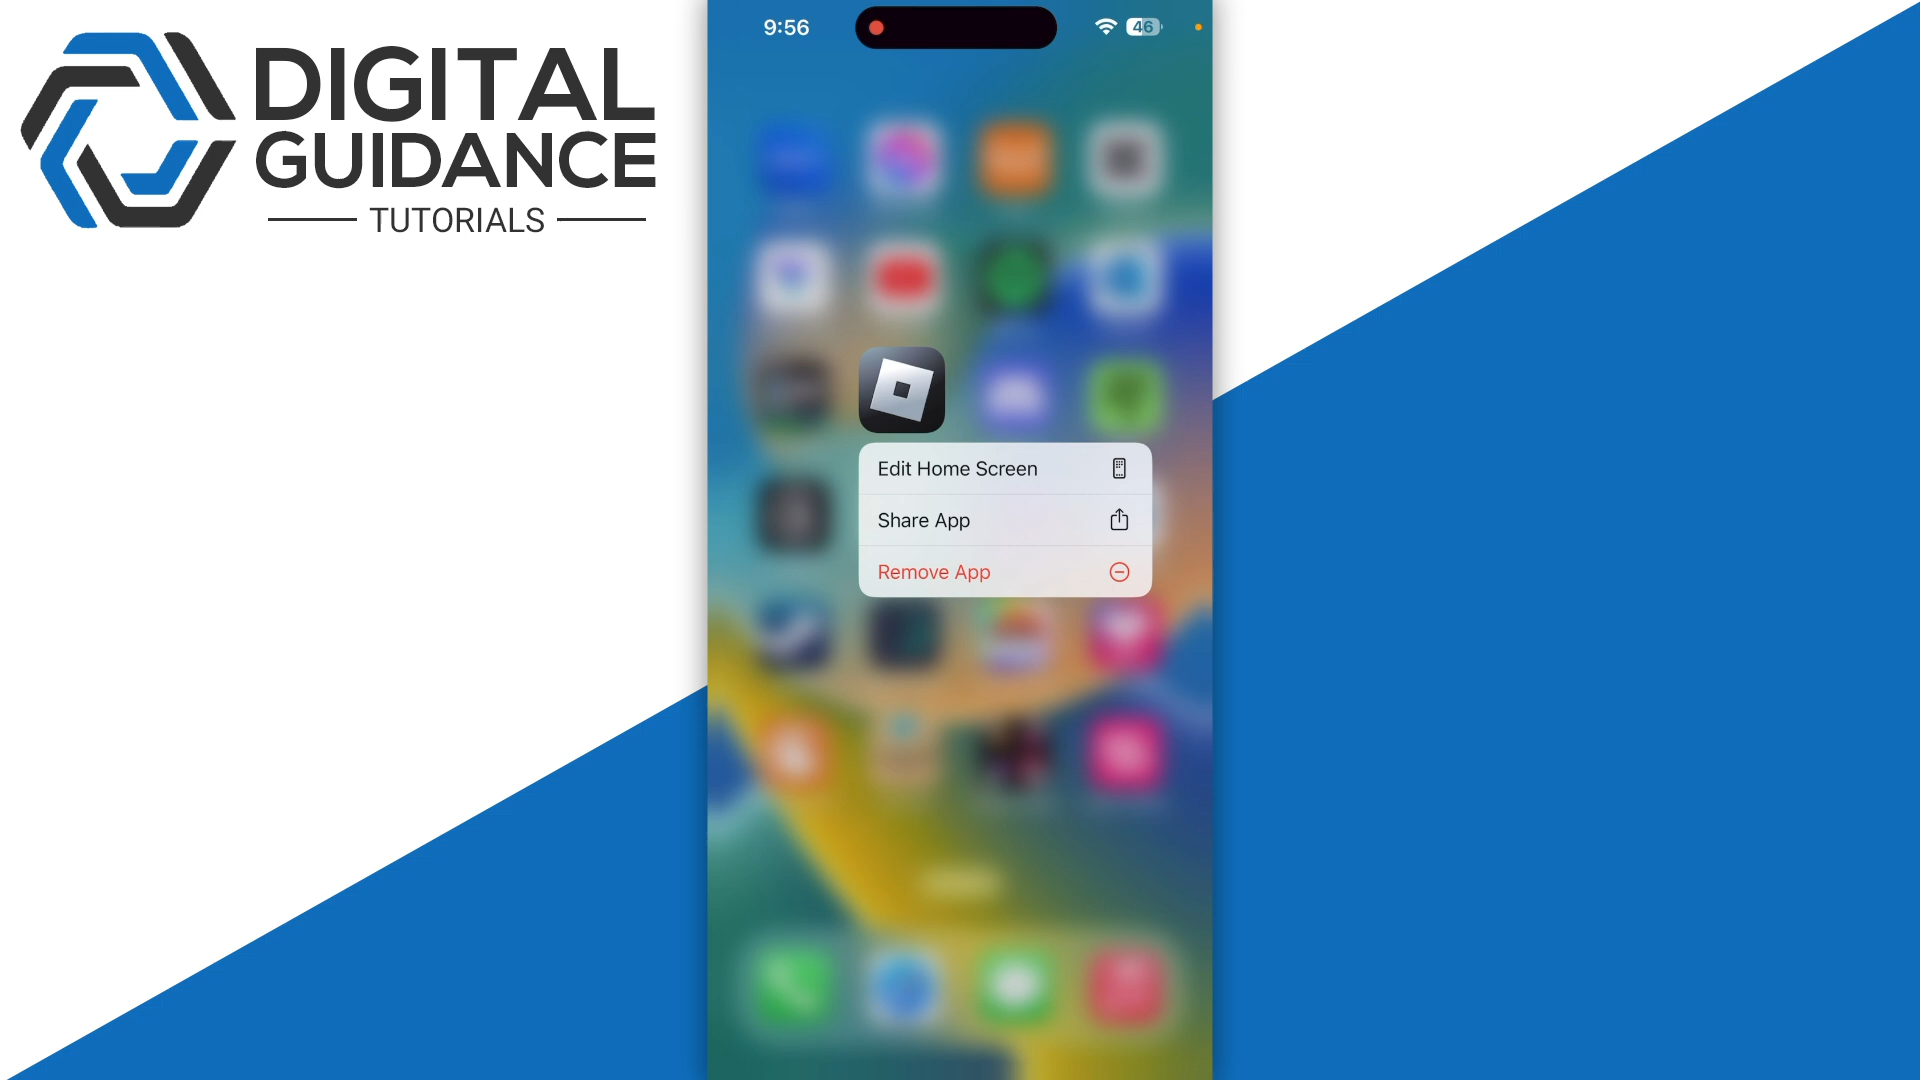 DIGITAL
GUIDANCE
TUTORIALS
9:56
46
Edit Home Screen
Share App
Remove App